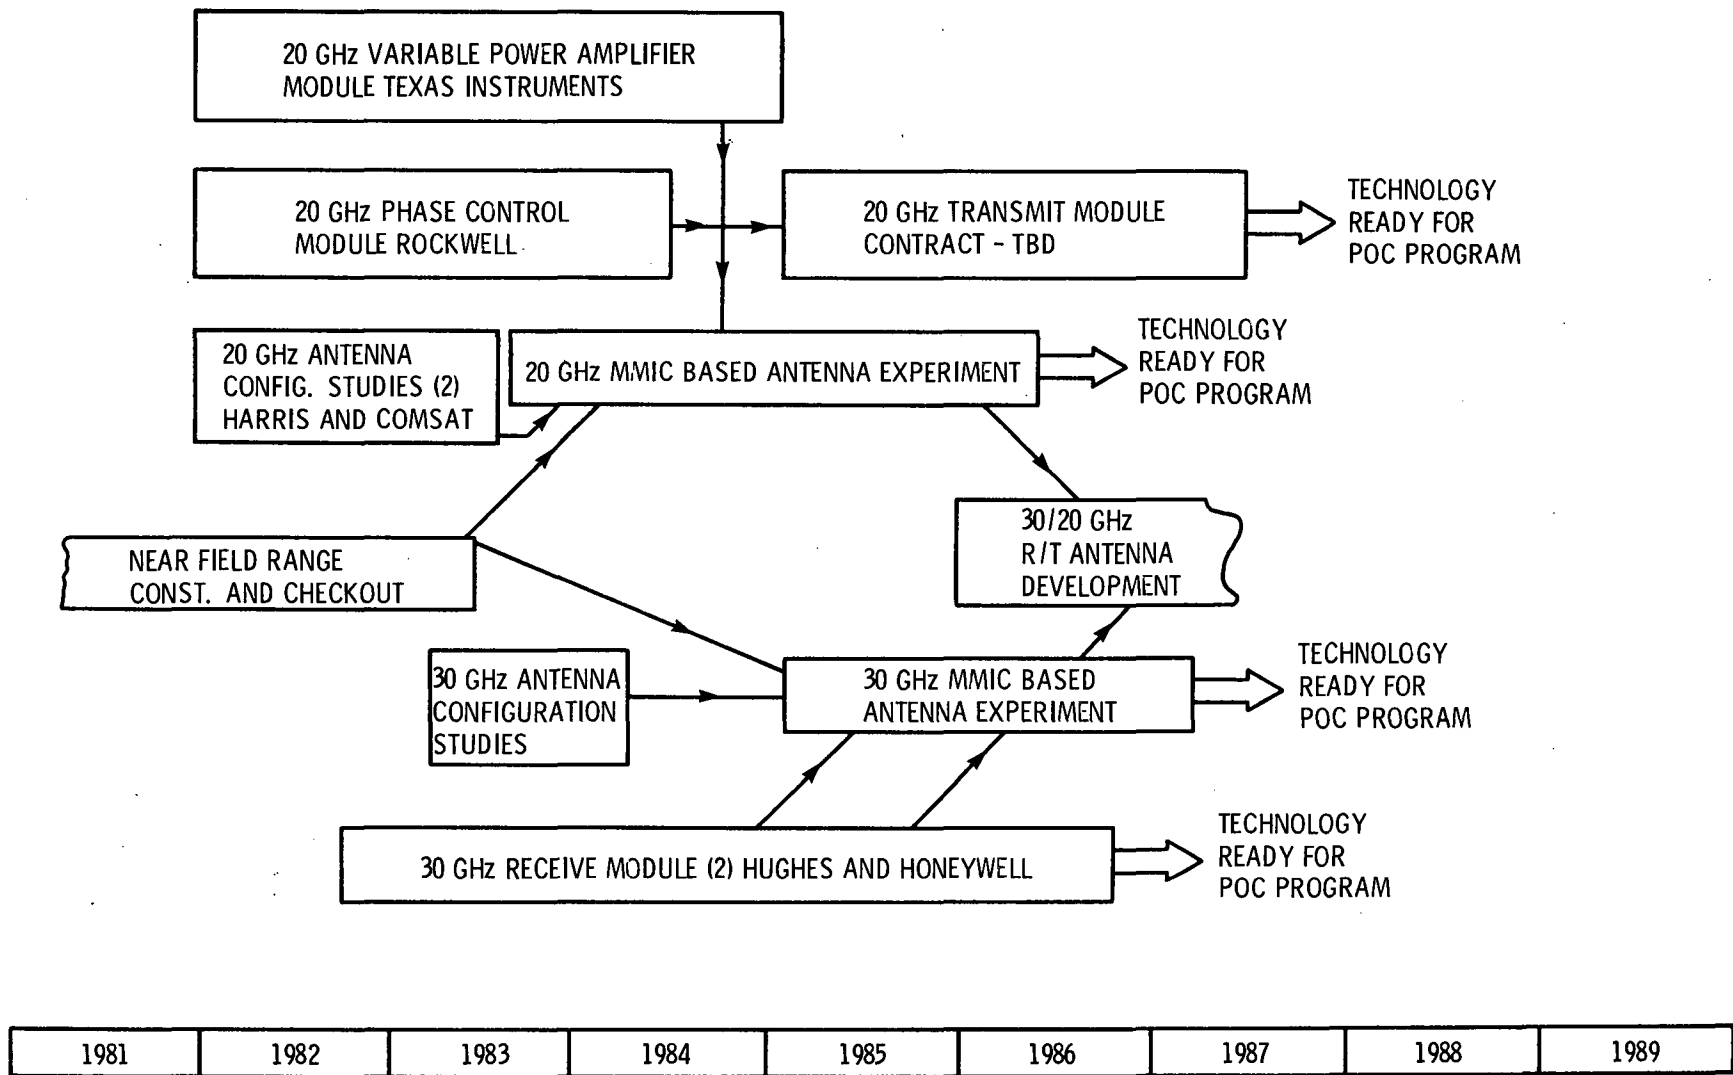 20 GHz VARIABLE POWER AMPLIFIER
MODULE TEXAS INSTRUMENTS
20 GHz PHASE CONTROL
MODULE ROCKWELL
20 GHz TRANSMIT MODULE
CONTRACT - TBD
TECHNOLOGY
READY FOR
POC PROGRAM
20 GHz ANTENNA
CONFIG. STUDIES (2)
HARRIS AND COMSAT
20 GHz MMIC BASED ANTENNA EXPERIMENT
TECHNOLOGY
READY FOR
POC PROGRAM
NEAR FIELD RANGE
CONST. AND CHECKOUT
30/20 GHz
R/T ANTENNA
DEVELOPMENT
30 GHz ANTENNA
CONFIGURATION
STUDIES
30 GHz MMIC BASED
ANTENNA EXPERIMENT
TECHNOLOGY
READY FOR
POC PROGRAM
30 GHz RECEIVE MODULE (2) HUGHES AND HONEYWELL
TECHNOLOGY
READY FOR
POC PROGRAM
1981 1982 1983 1984 1985 1986 1987 1988 1989